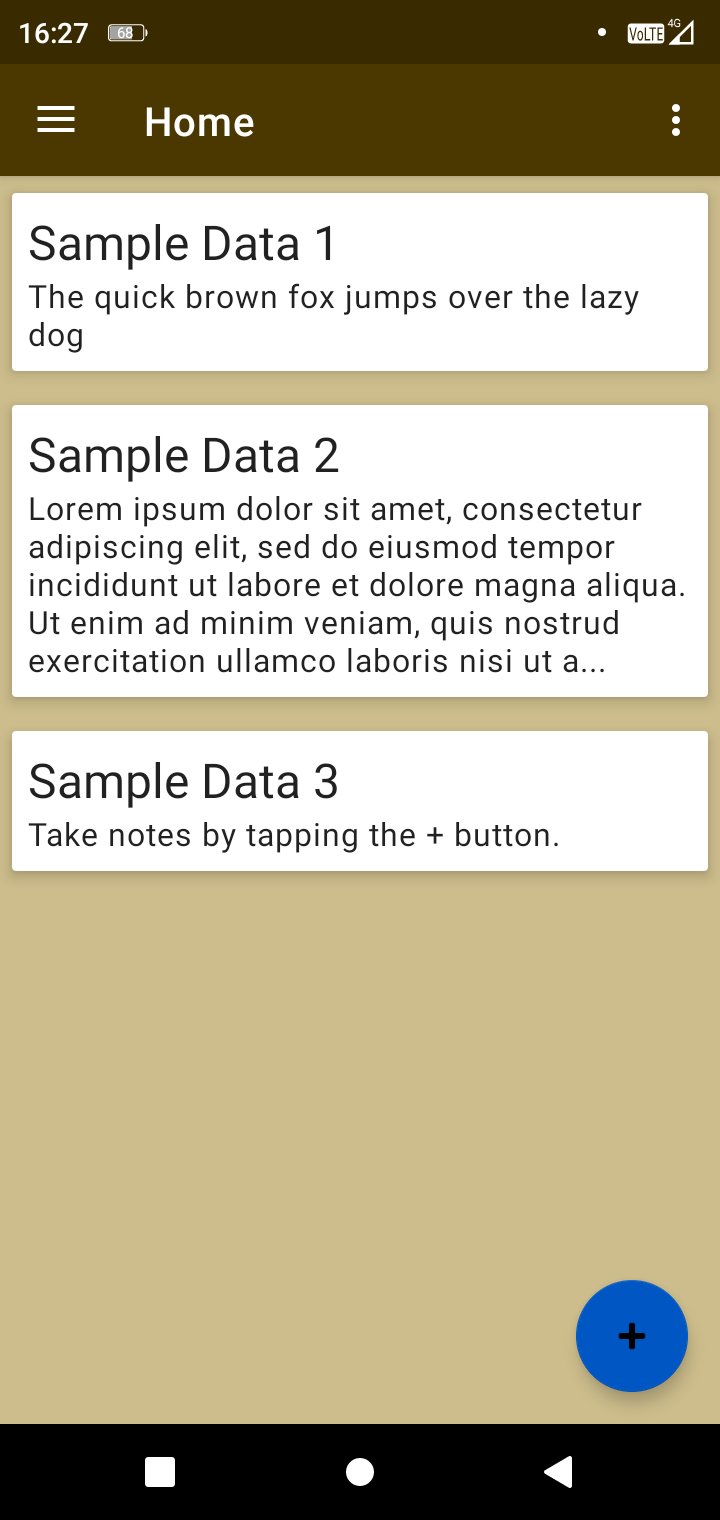 16:27 68 VoLTE 4G
Home
Sample Data 1
The quick brown fox jumps over the lazy
dog
Sample Data 2
Lorem ipsum dolor sit amet, consectetur
adipiscing elit, sed do eiusmod tempor
incididunt ut labore et dolore magna aliqua.
Ut enim ad minim veniam, quis nostrud
exercitation ullamco laboris nisi ut a...
Sample Data 3
Take notes by tapping the + button.
+